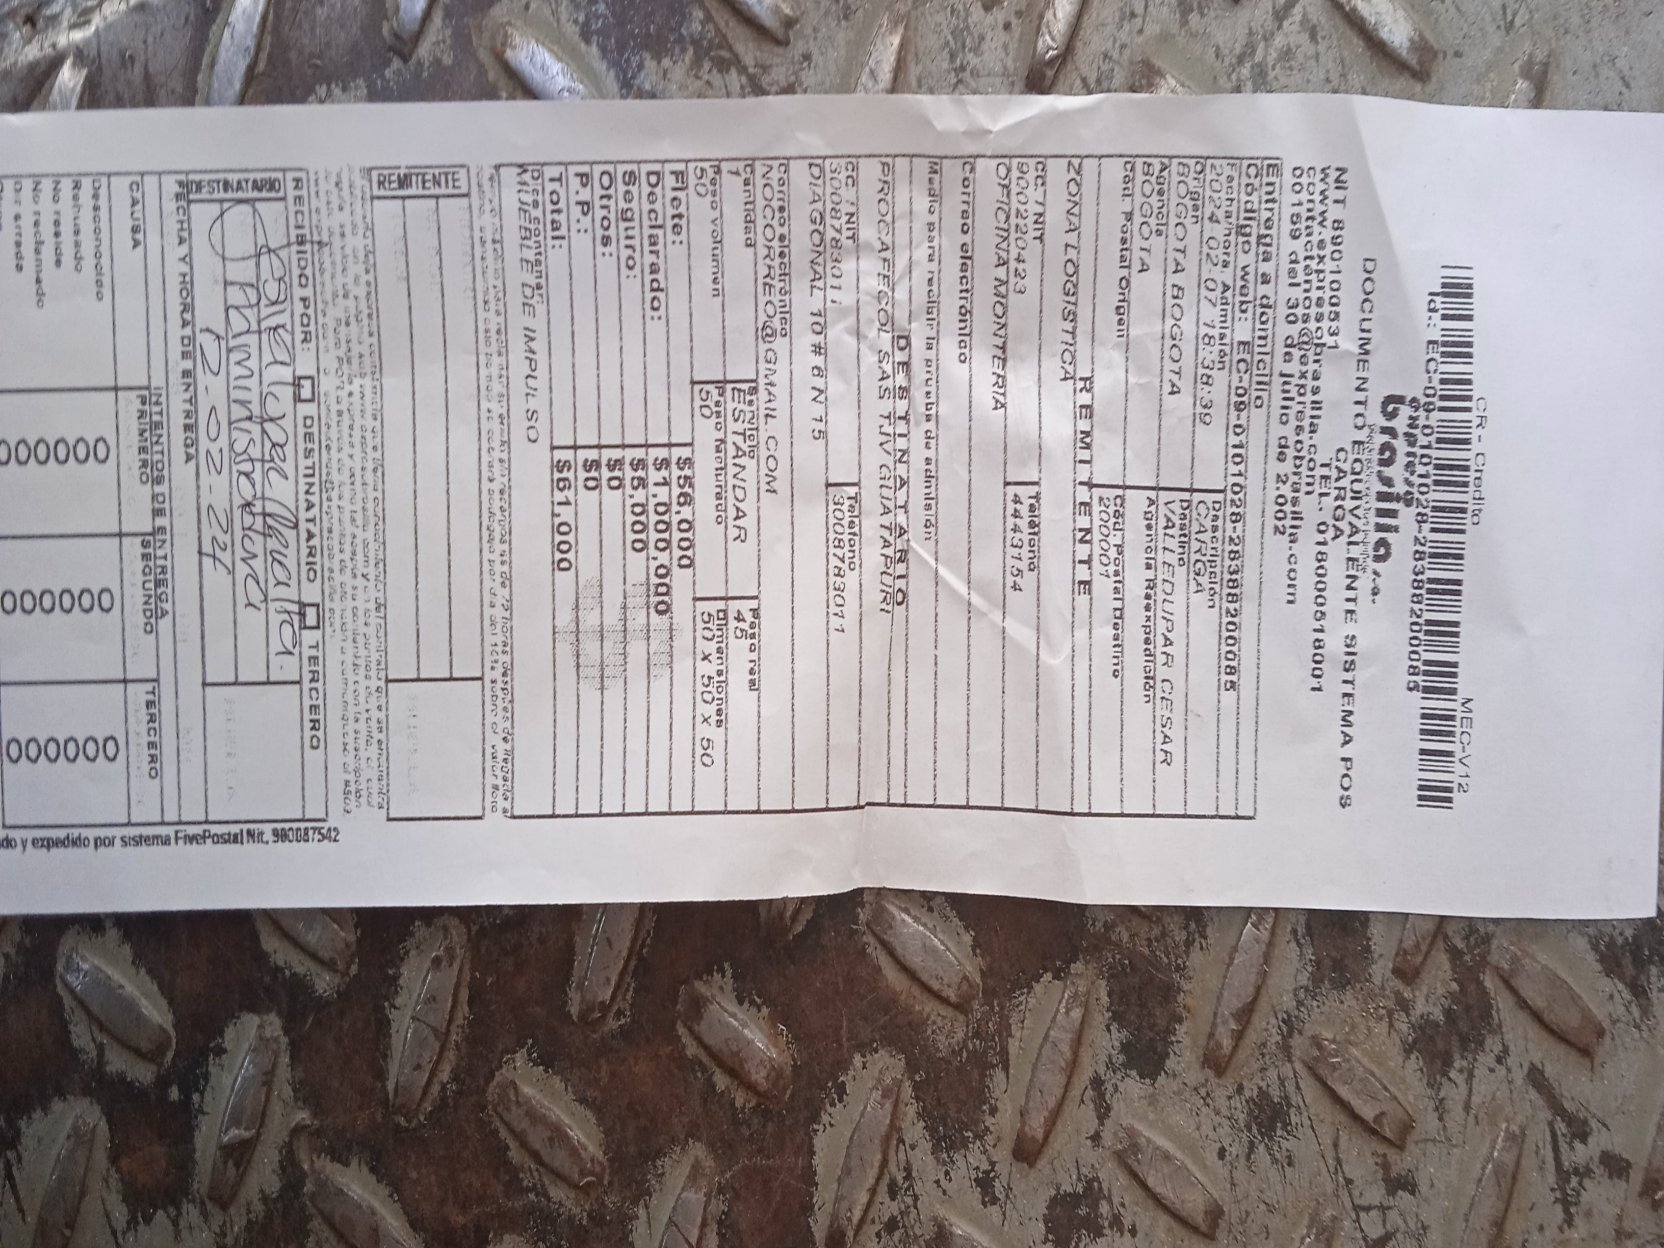 CR - Credito MEG-V12
Id.: EC-09-0101028-2838820008
expreso
brasilia s.a.
DOCUMENTO EQUIVALENTE SISTEMA POS
CARGA
NIT 890100531 TEL. 018000518001
www.expresobrasilia.com
contactenos@expresobrasilia.com
00159 del 30 de julio de 2.002
Entrega a domicilio
Código web: EC-09-0101028-28388200085
Fecha/hora Admisión Descripción
2024-02-07 18:38:39 CARGA
Origen Destino
BOGOTA BOGOTA VALLEDUPAR CESAR
Agencia Agencia Reexpedición
BOGOTA
Cód. Postal Origen Cód. Postal Destino
200001
REMITENTE
ZONA LOGISTICA
CC. / NIT Teléfono
900220423 4443154
OFICINA MONTERIA
Correo electrónico
Medio para recibir la prueba de admisión
DESTINATARIO
PROCAFECOL SAS TJV GUATAPURI
CC. / NIT Teléfono
3008783011 3008783011
DIAGONAL 10 # 6 N 15
Correo electrónico
NOCORREO@GMAIL.COM
Cantidad Servicio Peso real
1 ESTÁNDAR 45
Peso volumen Peso facturado Dimensiones
50 50 50 x 50 x 50
Flete: $56,000
Declarado: $1,000,000
Seguro: $5,000
Otros: $0
P.P.: $0
Total: $61,000
Dice contener:
MUEBLE DE IMPULSO
REMITENTE
RECIBIDO POR: DESTINATARIO TERCERO
DESTINATARIO
Administradora
12-02-24
FECHA Y HORA DE ENTREGA
INTENTOS DE ENTREGA
CAUSA PRIMERO SEGUNDO TERCERO
Desconocido
Rehusado
No reside
No reclamado
Dir errada
do y expedido por sistema FivePostal Nit, 900087542